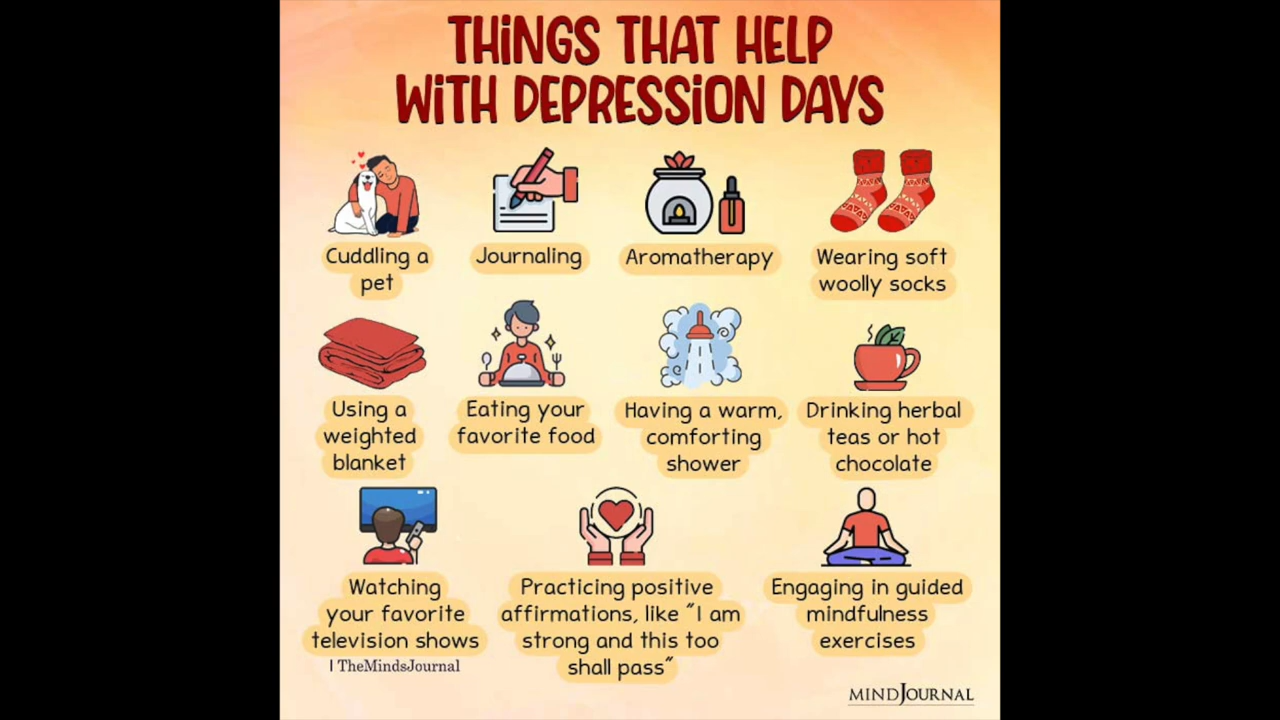 THiNGS THAT HELP
WiTH DEPRESSiON DAYS
Cuddling a
pet
Journaling
Aromatherapy
Wearing soft
woolly socks
Using a
weighted
blanket
Eating your
favorite food
Having a warm,
comforting
shower
Drinking herbal
teas or hot
chocolate
Watching
your favorite
television shows
Practicing positive
affirmations, like "I am
strong and this too
shall pass"
Engaging in guided
mindfulness
exercises
| TheMindsJournal
MINDJOURNAL